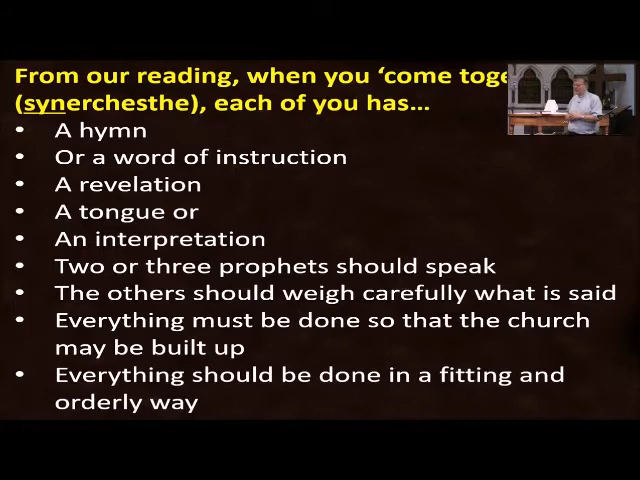 From our reading, when you ‘come toge
(synerchesthe), each of you has...
• A hymn
• Or a word of instruction
• A revelation
• A tongue or
• An interpretation
• Two or three prophets should speak
• The others should weigh carefully what is said
• Everything must be done so that the church
may be built up
• Everything should be done in a fitting and
orderly way